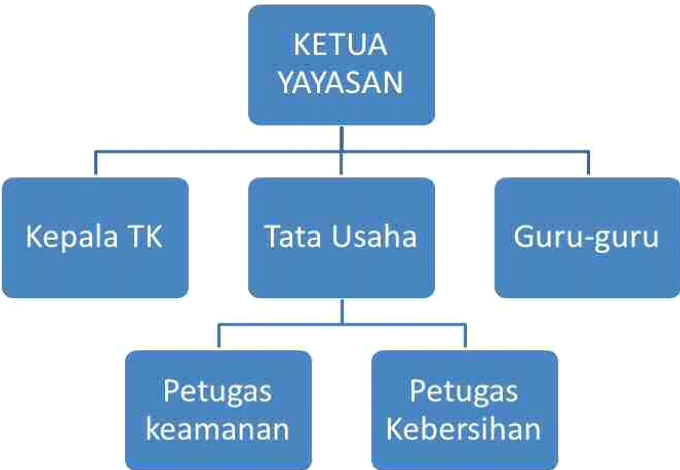 KETUA
YAYASAN
Kepala TK
Tata Usaha
Guru-guru
Petugas
keamanan
Petugas
Kebersihan